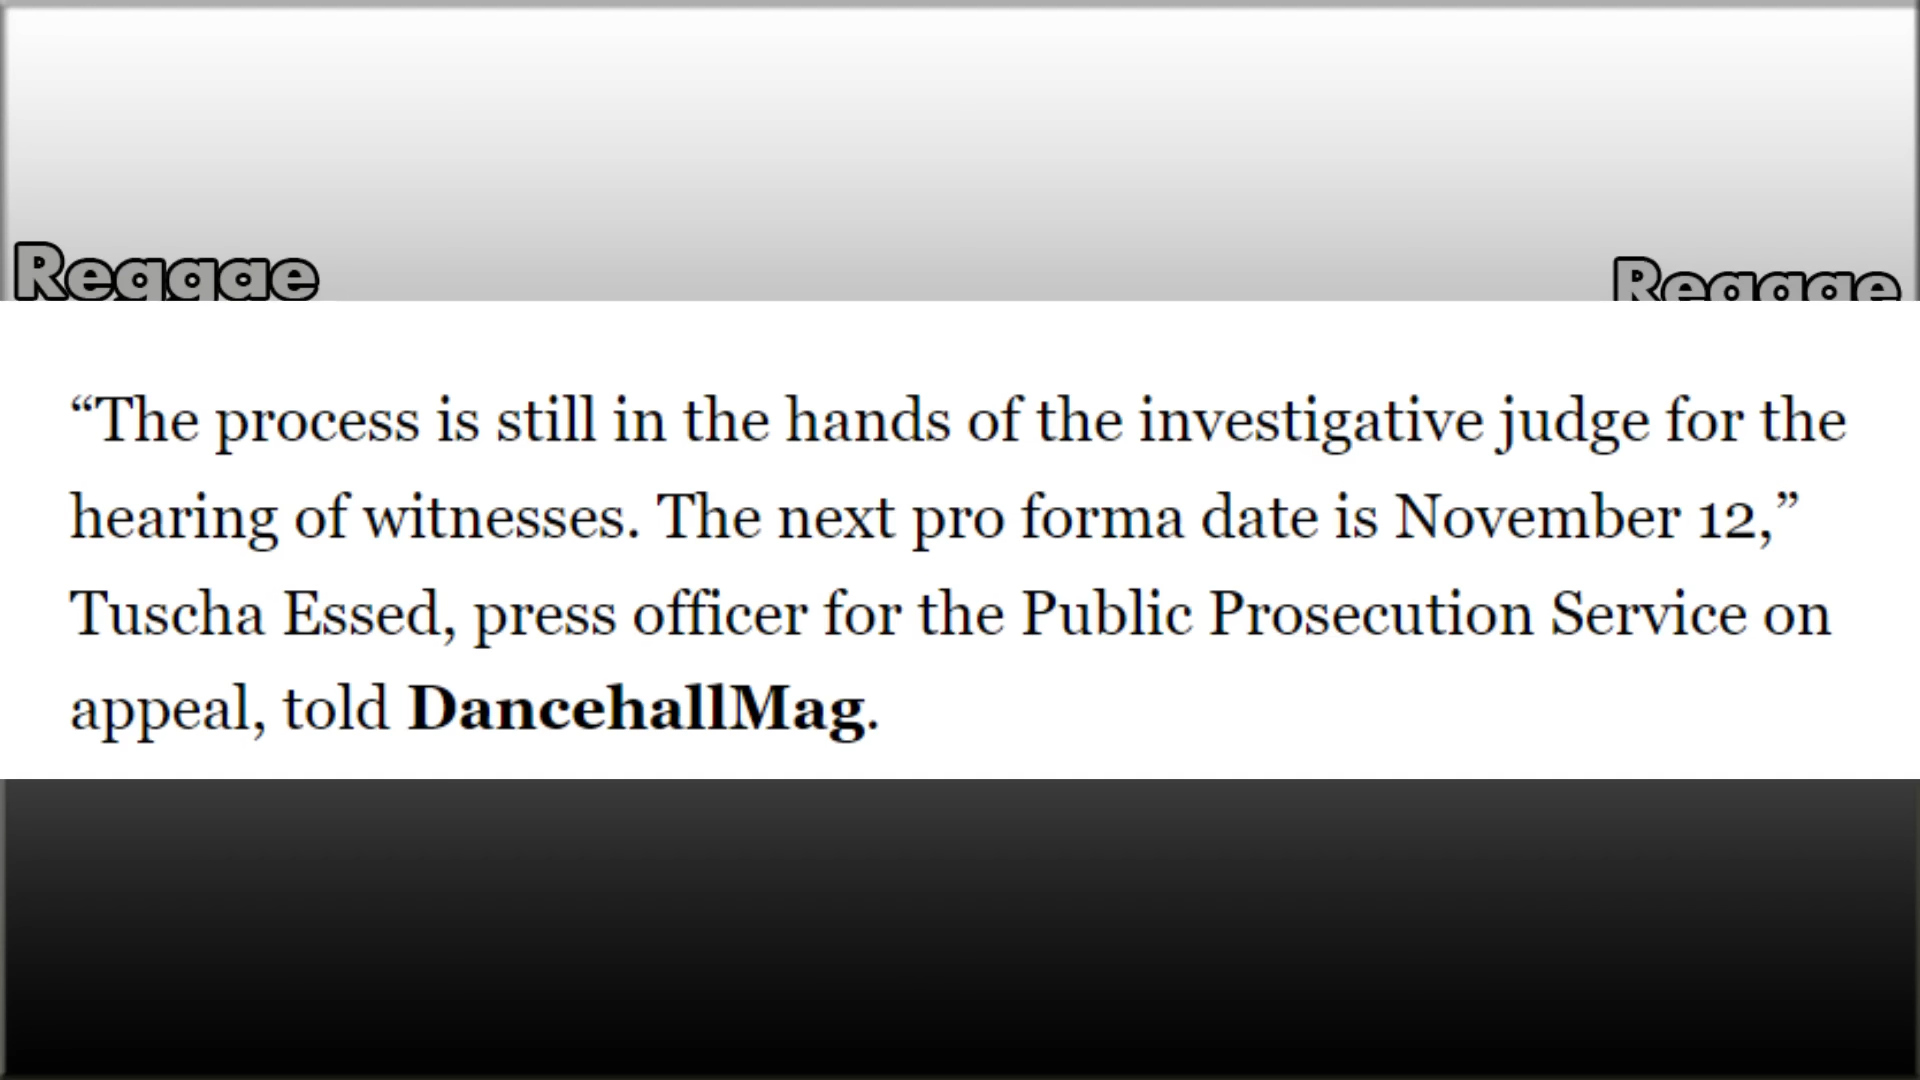 Reggae
Reggae
“The process is still in the hands of the investigative judge for the
hearing of witnesses. The next pro forma date is November 12,”
Tuscha Essed, press officer for the Public Prosecution Service on
appeal, told DancehallMag.